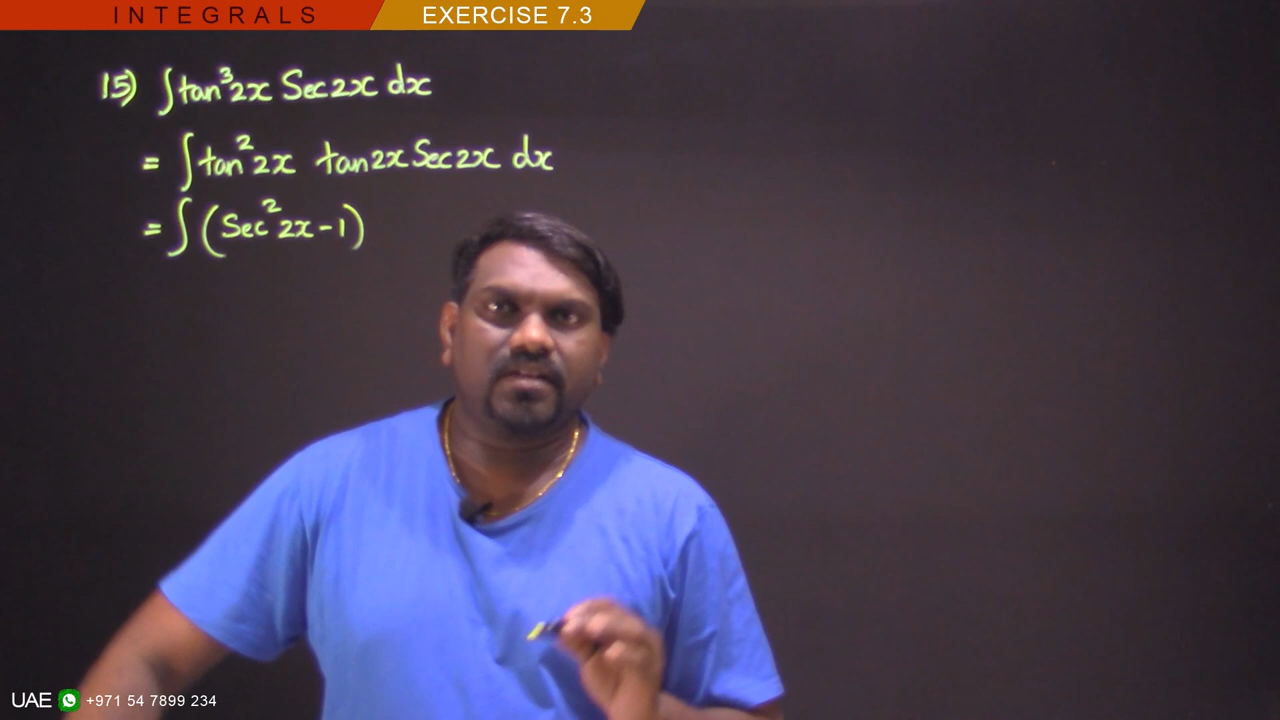 INTEGRALS EXERCISE 7.3
15) ∫tan³2x Sec2x dx
= ∫tan²2x tan2x Sec2x dx
= ∫(Sec²2x-1)
UAE +971 54 7899 234